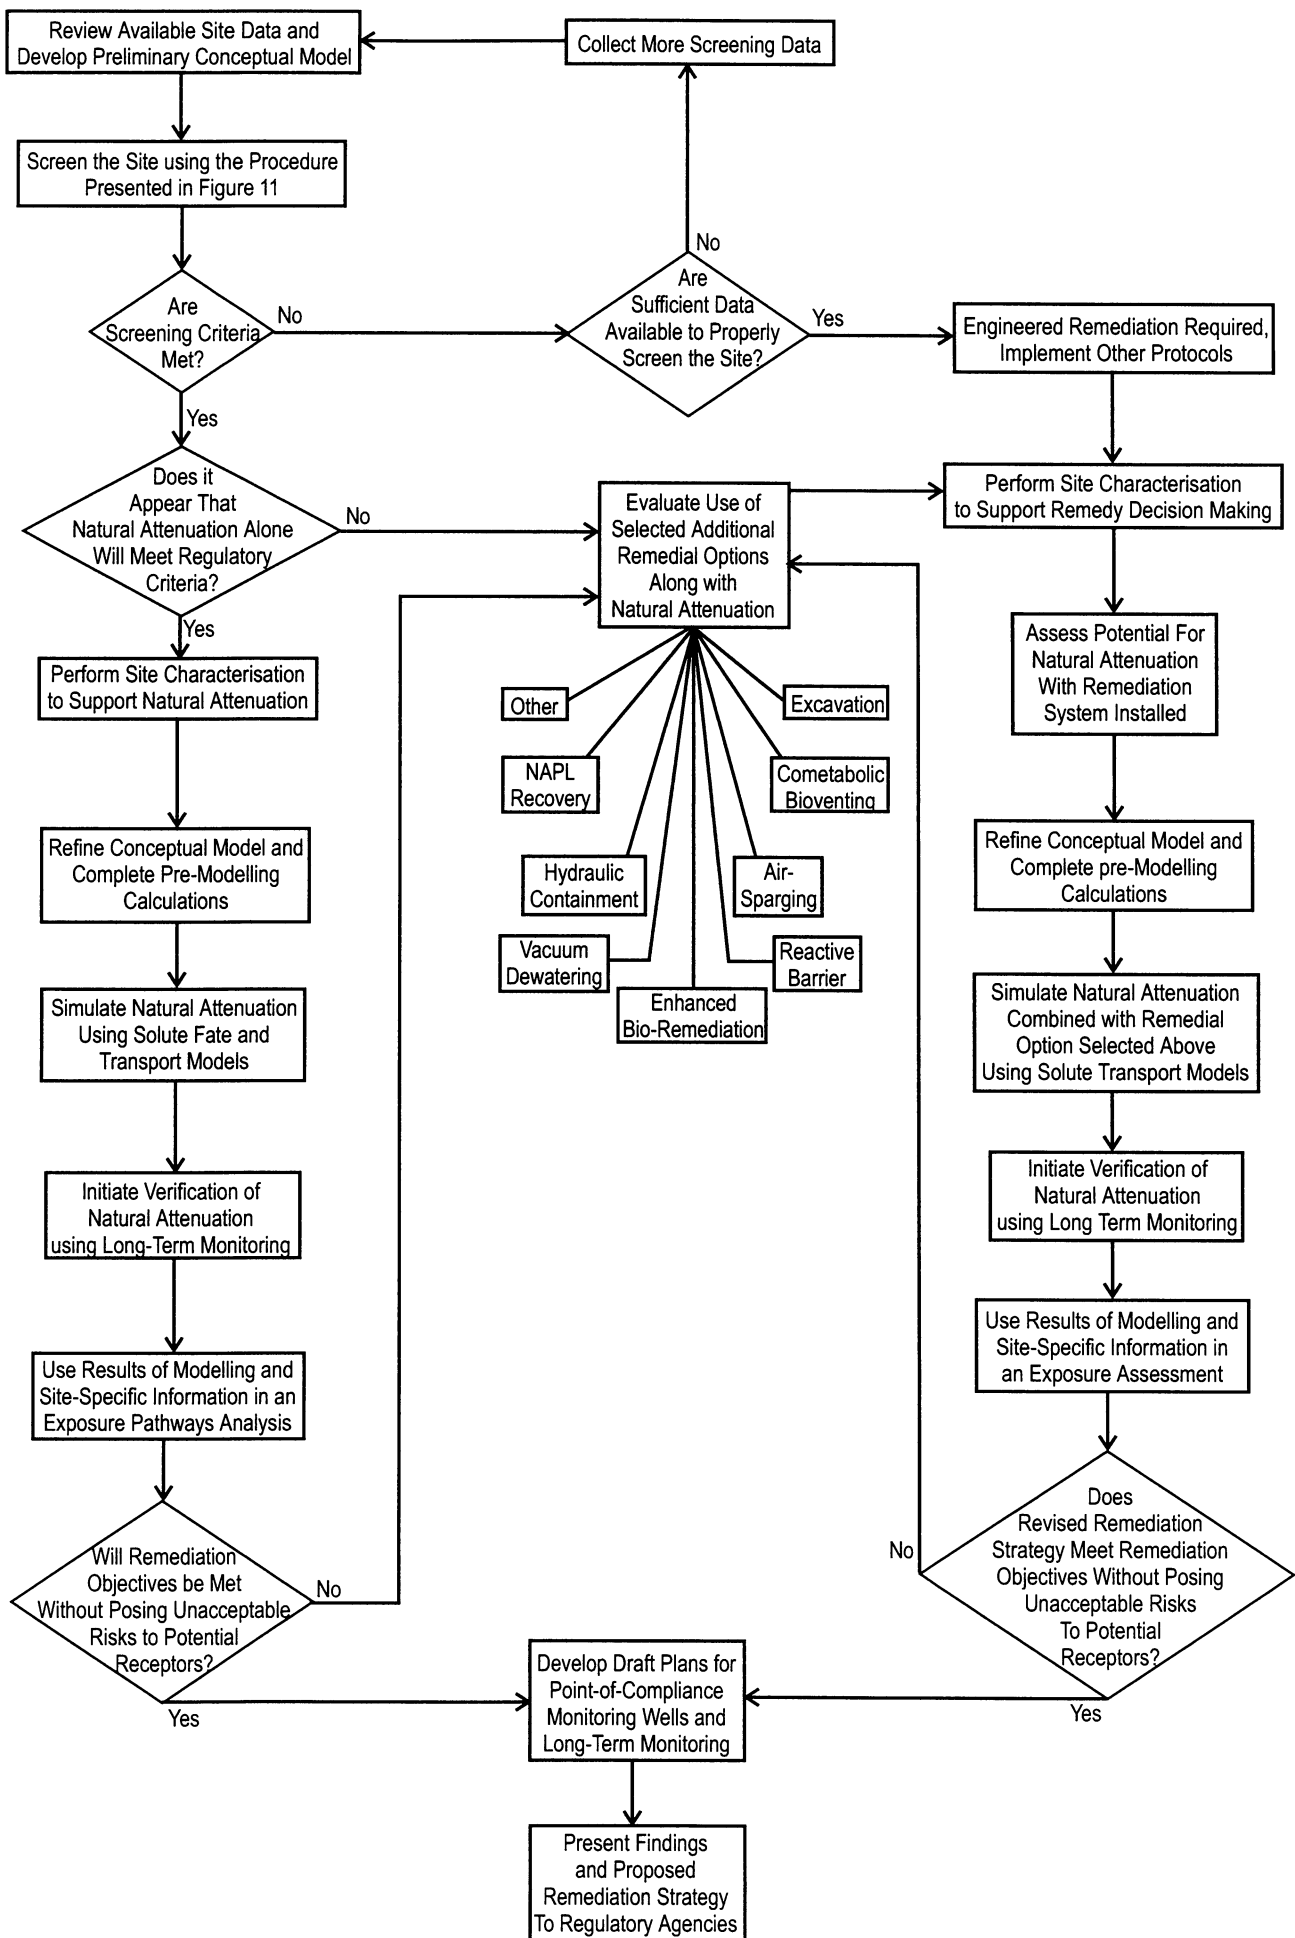 Review Available Site Data and
Develop Preliminary Conceptual Model
Collect More Screening Data
Screen the Site using the Procedure
Presented in Figure 11
No
Are
Screening Criteria
Met?
No
Are
Sufficient Data
Available to Properly
Screen the Site?
Yes
Engineered Remediation Required,
Implement Other Protocols
Yes
Does it
Appear That
Natural Attenuation Alone
Will Meet Regulatory
Criteria?
No
Evaluate Use of
Selected Additional
Remedial Options
Along with
Natural Attenuation
Perform Site Characterisation
to Support Remedy Decision Making
Yes
Perform Site Characterisation
to Support Natural Attenuation
Assess Potential For
Natural Attenuation
With Remediation
System Installed
Other
Excavation
NAPL
Recovery
Cometabolic
Bioventing
Hydraulic
Containment
Air-
Sparging
Vacuum
Dewatering
Reactive
Barrier
Enhanced
Bio-Remediation
Refine Conceptual Model and
Complete Pre-Modelling
Calculations
Refine Conceptual Model and
Complete pre-Modelling
Calculations
Simulate Natural Attenuation
Using Solute Fate and
Transport Models
Simulate Natural Attenuation
Combined with Remedial
Option Selected Above
Using Solute Transport Models
Initiate Verification of
Natural Attenuation
using Long-Term Monitoring
Initiate Verification of
Natural Attenuation
using Long Term Monitoring
Use Results of Modelling and
Site-Specific Information in an
Exposure Pathways Analysis
Use Results of Modelling and
Site-Specific Information in
an Exposure Assessment
Will Remediation
Objectives be Met
Without Posing Unacceptable
Risks to Potential
Receptors?
No
Yes
No
Does
Revised Remediation
Strategy Meet Remediation
Objectives Without Posing
Unacceptable Risks
To Potential
Receptors?
Yes
Develop Draft Plans for
Point-of-Compliance
Monitoring Wells and
Long-Term Monitoring
Present Findings
and Proposed
Remediation Strategy
To Regulatory Agencies